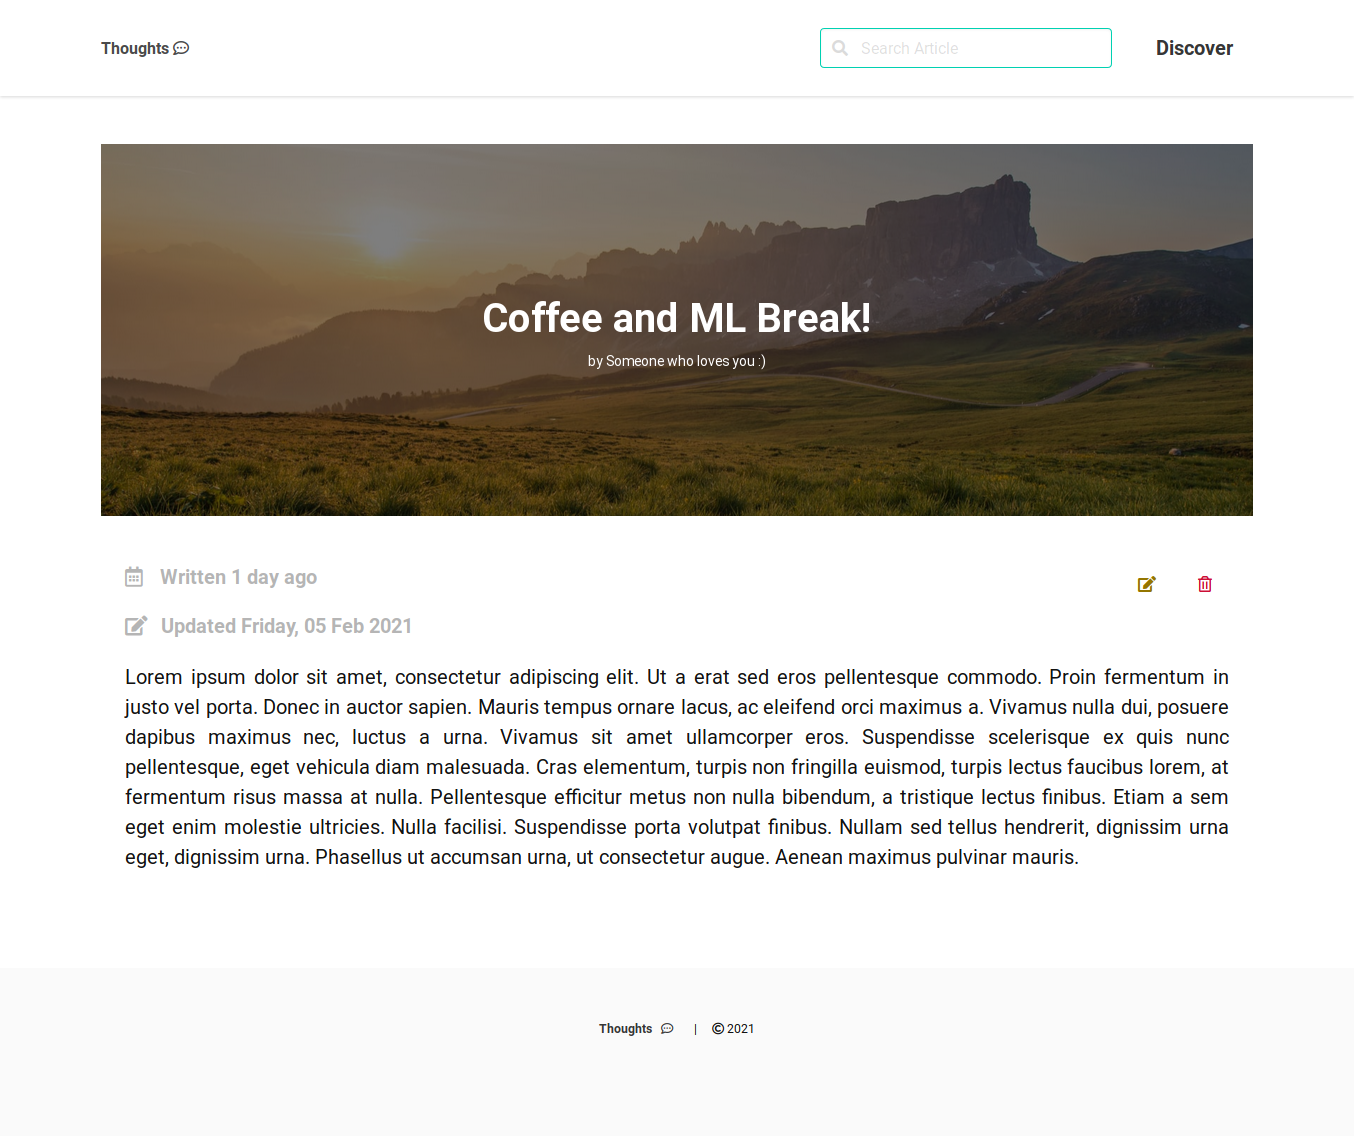 Thoughts
Search Article
Discover
Coffee and ML Break!
by Someone who loves you :)
Written 1 day ago
Updated Friday, 05 Feb 2021
Lorem ipsum dolor sit amet, consectetur adipiscing elit. Ut a erat sed eros pellentesque commodo. Proin fermentum in
justo vel porta. Donec in auctor sapien. Mauris tempus ornare lacus, ac eleifend orci maximus a. Vivamus nulla dui, posuere
dapibus maximus nec, luctus a urna. Vivamus sit amet ullamcorper eros. Suspendisse scelerisque ex quis nunc
pellentesque, eget vehicula diam malesuada. Cras elementum, turpis non fringilla euismod, turpis lectus faucibus lorem, at
fermentum risus massa at nulla. Pellentesque efficitur metus non nulla bibendum, a tristique lectus finibus. Etiam a sem
eget enim molestie ultricies. Nulla facilisi. Suspendisse porta volutpat finibus. Nullam sed tellus hendrerit, dignissim urna
eget, dignissim urna. Phasellus ut accumsan urna, ut consectetur augue. Aenean maximus pulvinar mauris.
Thoughts | © 2021